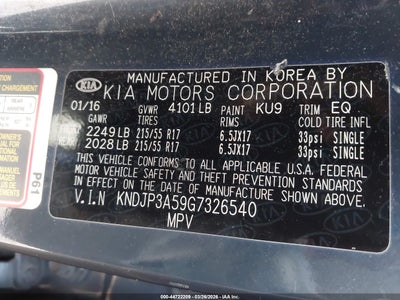 MANUFACTURED IN KOREA BY
KIA KIA MOTORS CORPORATION
01/16 GVWR 4101LB PAINT KU9 TRIM EQ
GAWR TIRES RIMS COLD TIRE INFL
2249LB 215/55 R17 6.5JX17 33psi SINGLE
2028LB 215/55 R17 6.5JX17 33psi SINGLE
THIS VEHICLE CONFORMS TO ALL APPLICABLE U.S.A. FEDERAL
MOTOR VEHICLE SAFETY AND THEFT PREVENTION STANDARDS
IN EFFECT ON THE DATE OF MANUFACTURE SHOWN ABOVE.
V.I.N KNDJP3A59G7326540
MPV
P61
000-44722209 - 03/26/2026 - © IAA